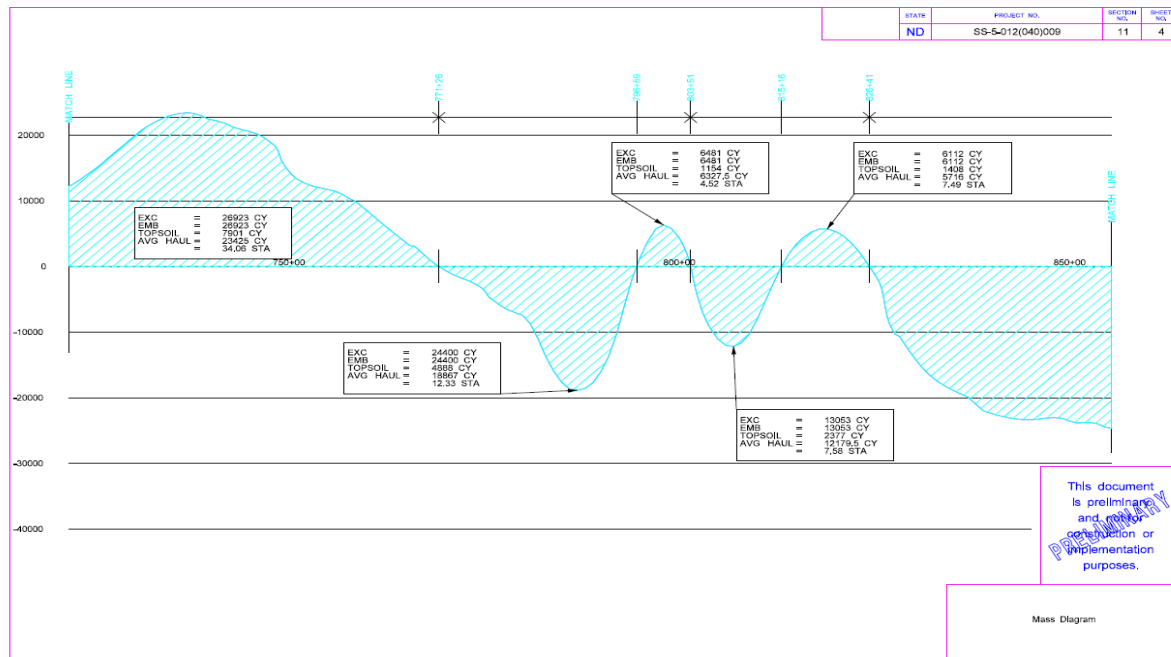 STATE PROJECT NO. SECTION NO. SHEET NO.
ND SS-5-012(040)009 11 4
MATCH LINE
771+26
796+59
803+51
815+16
826+41
MATCH LINE
20000
10000
0
-10000
-20000
-30000
-40000
750+00
800+00
850+00
EXC = 26923 CY
EMB = 26923 CY
TOPSOIL = 7901 CY
AVG HAUL = 23425 CY
= 34.06 STA
EXC = 6481 CY
EMB = 6481 CY
TOPSOIL = 1154 CY
AVG HAUL = 6327.5 CY
= 4.52 STA
EXC = 6112 CY
EMB = 6112 CY
TOPSOIL = 1408 CY
AVG HAUL = 5716 CY
= 7.49 STA
EXC = 24400 CY
EMB = 24400 CY
TOPSOIL = 4888 CY
AVG HAUL = 18867 CY
= 12.33 STA
EXC = 13053 CY
EMB = 13053 CY
TOPSOIL = 2377 CY
AVG HAUL = 12179.5 CY
= 7.58 STA
This document
is preliminary
and not for
construction or
implementation
purposes.
PRELIMINARY
Mass Diagram